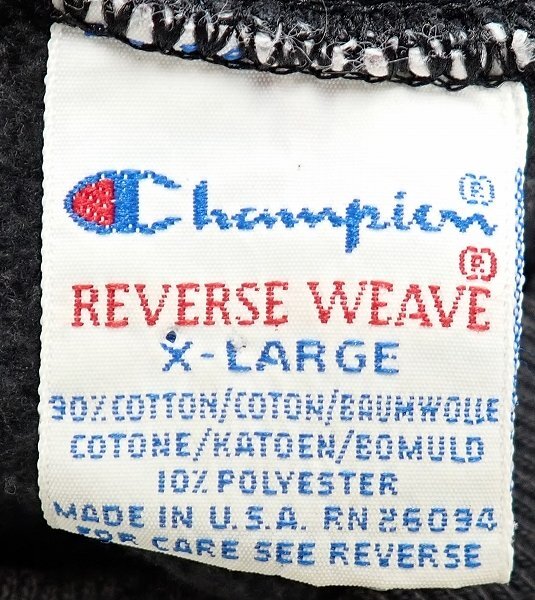 Champion®
REVERSE WEAVE®
X-LARGE
90% COTTON/COTON/BAUMWOLLE
COTONE/KATOEN/BOMULD
10% POLYESTER
MADE IN U.S.A. RN 26094
FOR CARE SEE REVERSE